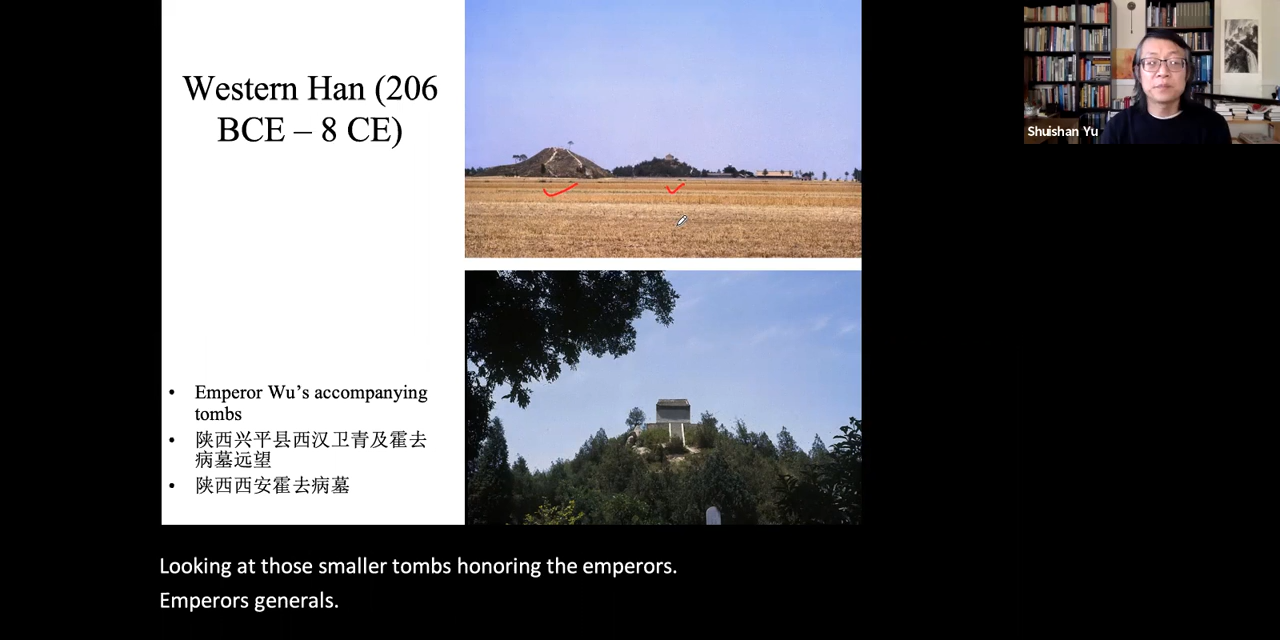 Western Han (206
BCE – 8 CE)
• Emperor Wu’s accompanying
tombs
• 陕西兴平县西汉卫青及霍去
病墓远望
• 陕西西安霍去病墓
Shuishan Yu
Looking at those smaller tombs honoring the emperors.
Emperors generals.